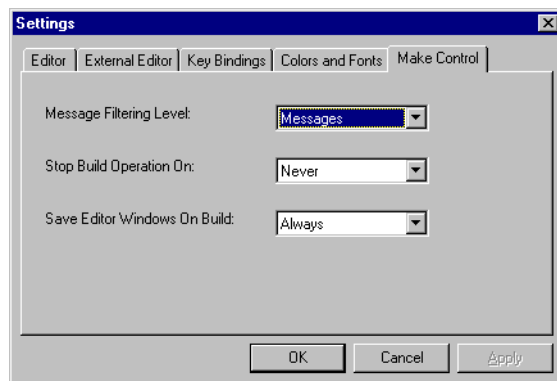 Settings
Editor External Editor Key Bindings Colors and Fonts Make Control
Message Filtering Level: Messages
Stop Build Operation On: Never
Save Editor Windows On Build: Always
OK Cancel Apply